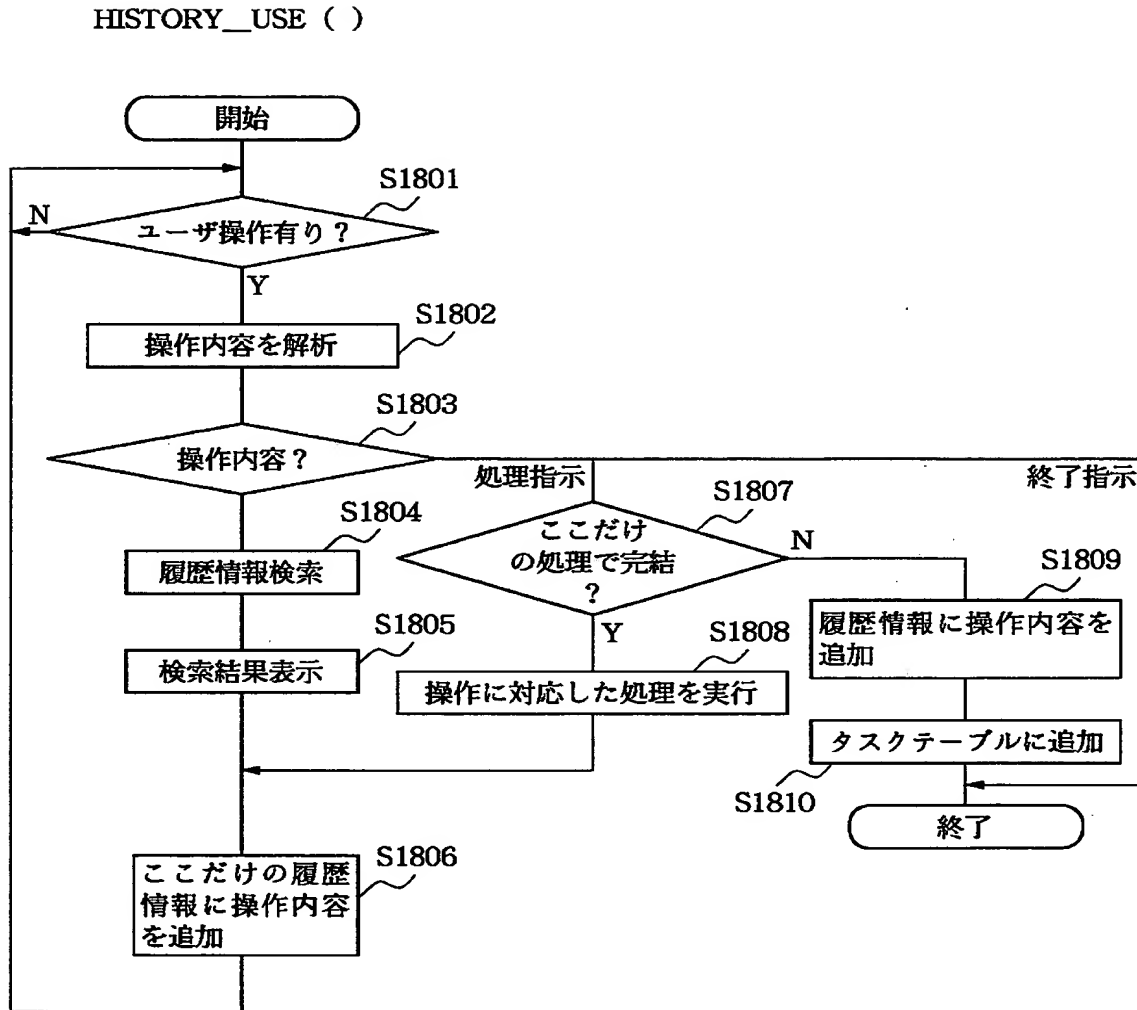 HISTORY__USE ( )
開始
S1801
N
ユーザ操作有り？
Y
S1802
操作内容を解析
S1803
操作内容？
処理指示
終了指示
S1804
履歴情報検索
S1805
検索結果表示
S1807
ここだけ
の処理で完結
？
N
Y
S1808
操作に対応した処理を実行
S1809
履歴情報に操作内容を
追加
タスクテーブルに追加
S1810
終了
S1806
ここだけの履歴
情報に操作内容
を追加